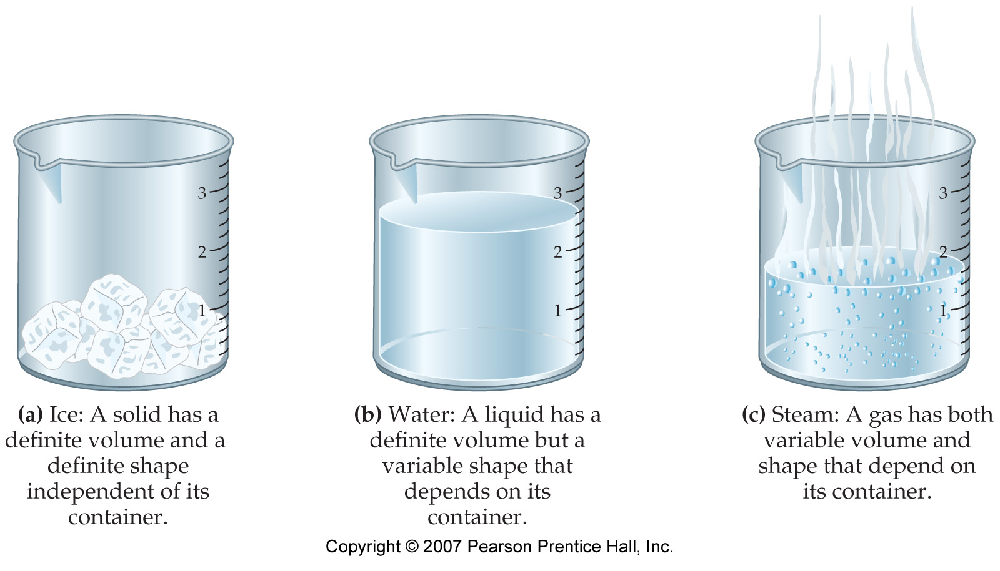 3
2
1
3
2
1
3
2
1
(a) Ice: A solid has a
definite volume and a
definite shape
independent of its
container.
(b) Water: A liquid has a
definite volume but a
variable shape that
depends on its
container.
(c) Steam: A gas has both
variable volume and
shape that depend on
its container.
Copyright © 2007 Pearson Prentice Hall, Inc.